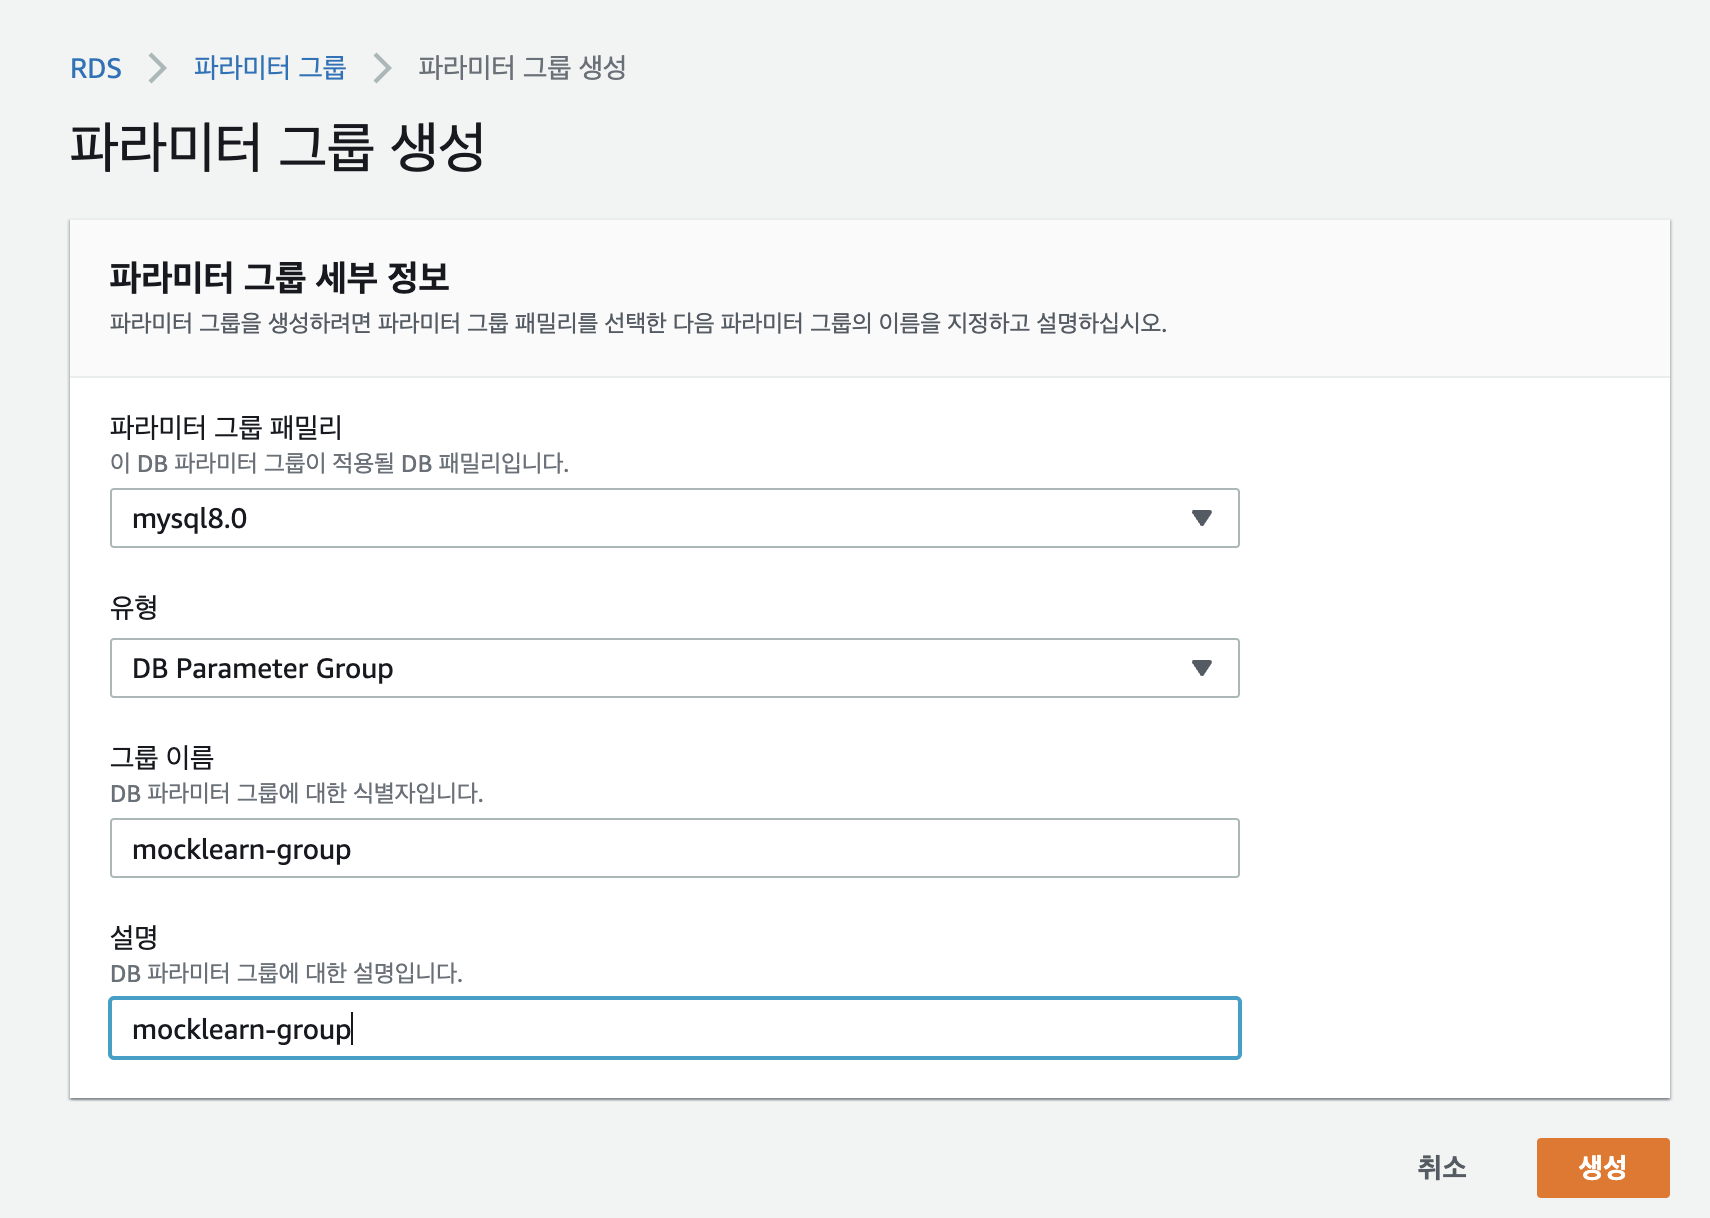 RDS > 파라미터 그룹 > 파라미터 그룹 생성
파라미터 그룹 생성
파라미터 그룹 세부 정보
파라미터 그룹을 생성하려면 파라미터 그룹 패밀리를 선택한 다음 파라미터 그룹의 이름을 지정하고 설명하십시오.
파라미터 그룹 패밀리
이 DB 파라미터 그룹이 적용될 DB 패밀리입니다.
mysql8.0
유형
DB Parameter Group
그룹 이름
DB 파라미터 그룹에 대한 식별자입니다.
mocklearn-group
설명
DB 파라미터 그룹에 대한 설명입니다.
mocklearn-group
취소 생성